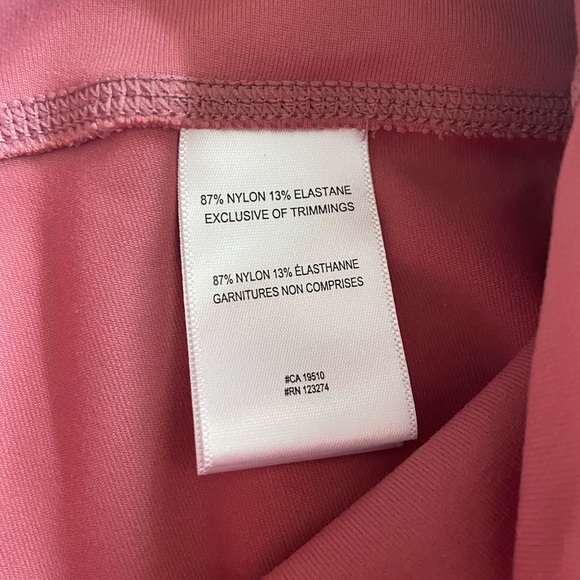 87% NYLON 13% ELASTANE
EXCLUSIVE OF TRIMMINGS
87% NYLON 13% ÉLASTHANNE
GARNITURES NON COMPRISES
#CA 19510
#RN 123274